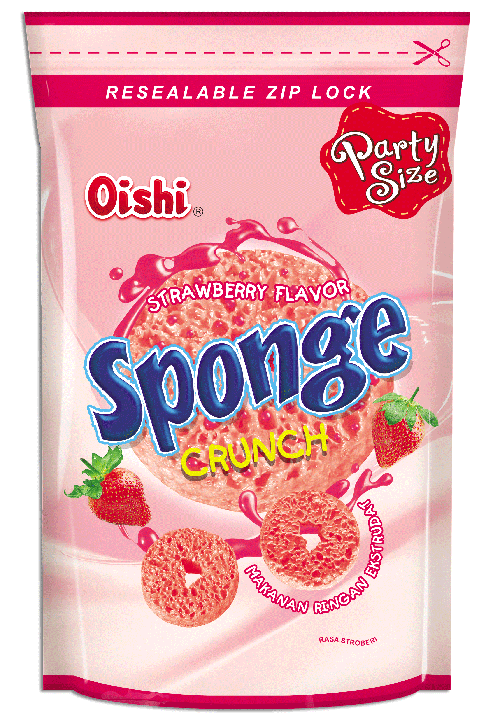 RESEALABLE ZIP LOCK
Party
Size
Oishi®
STRAWBERRY FLAVOR
Sponge
CRUNCH
MAKANAN RINGAN EKSTRUDAT
RASA STROBERI